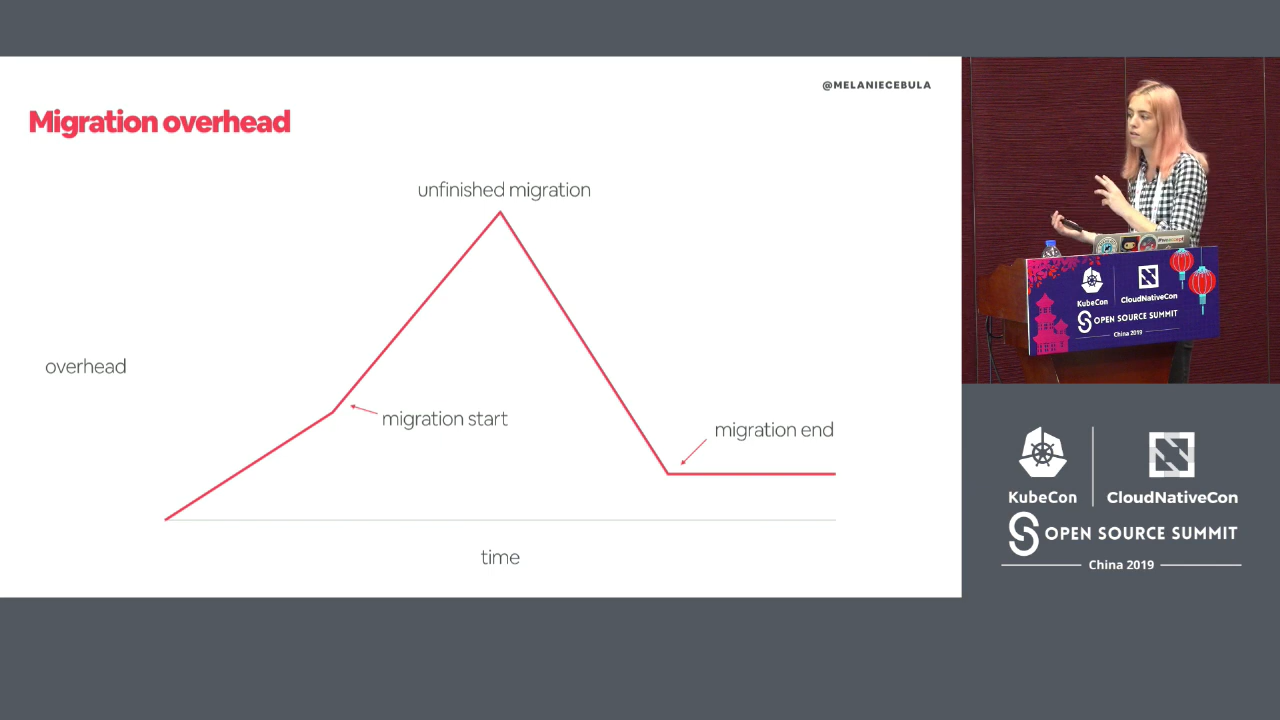 @MELANIECEBULA
Migration overhead
unfinished migration
overhead
migration start
migration end
time
KubeCon
CloudNativeCon
OPEN SOURCE SUMMIT
China 2019
KubeCon
CloudNativeCon
OPEN SOURCE SUMMIT
China 2019